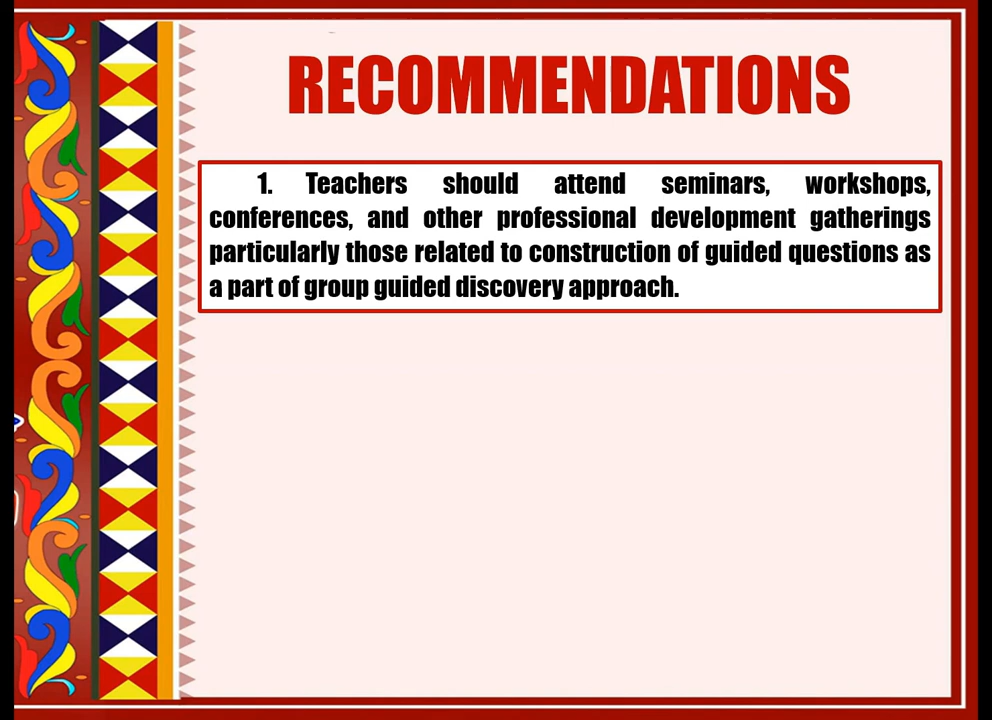 RECOMMENDATIONS
1. Teachers should attend seminars, workshops,
conferences, and other professional development gatherings
particularly those related to construction of guided questions as
a part of group guided discovery approach.